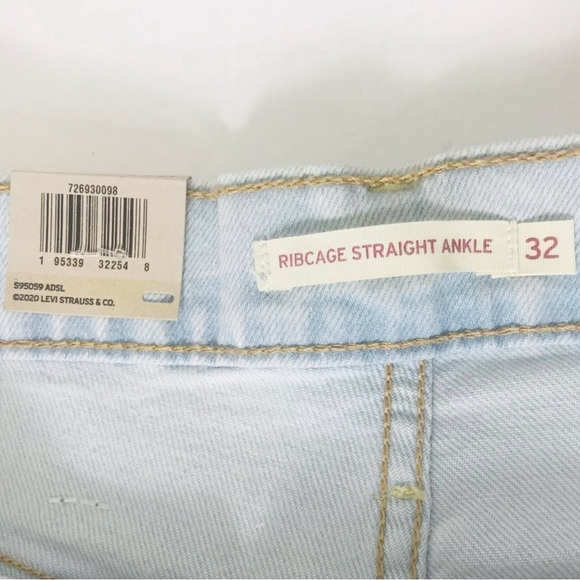 726930098
1 95339 32254 8
S95059 ADSL
©2020 LEVI STRAUSS & CO.
RIBCAGE STRAIGHT ANKLE 32